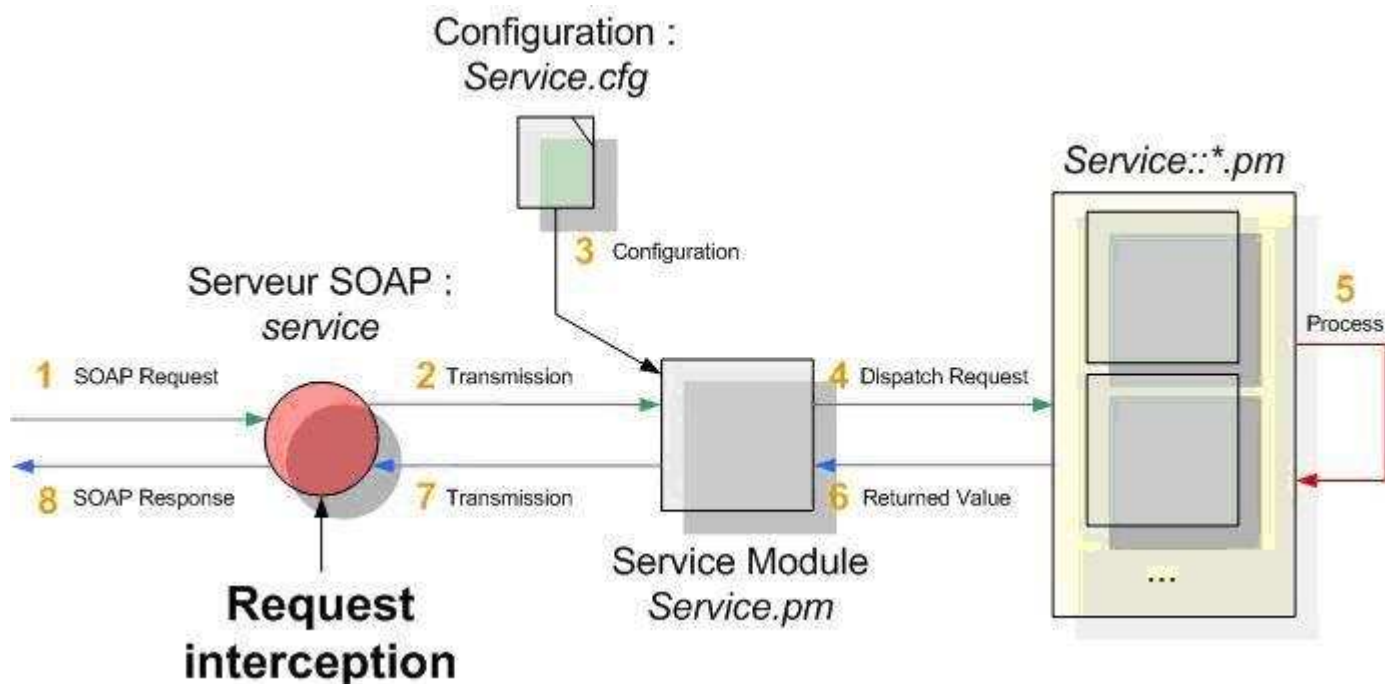 Configuration :
Service.cfg
Service::*.pm
3 Configuration
5
Process
Serveur SOAP :
service
1 SOAP Request
2 Transmission
4 Dispatch Request
8 SOAP Response
7 Transmission
6 Returned Value
Service Module
Service.pm
...
Request
interception